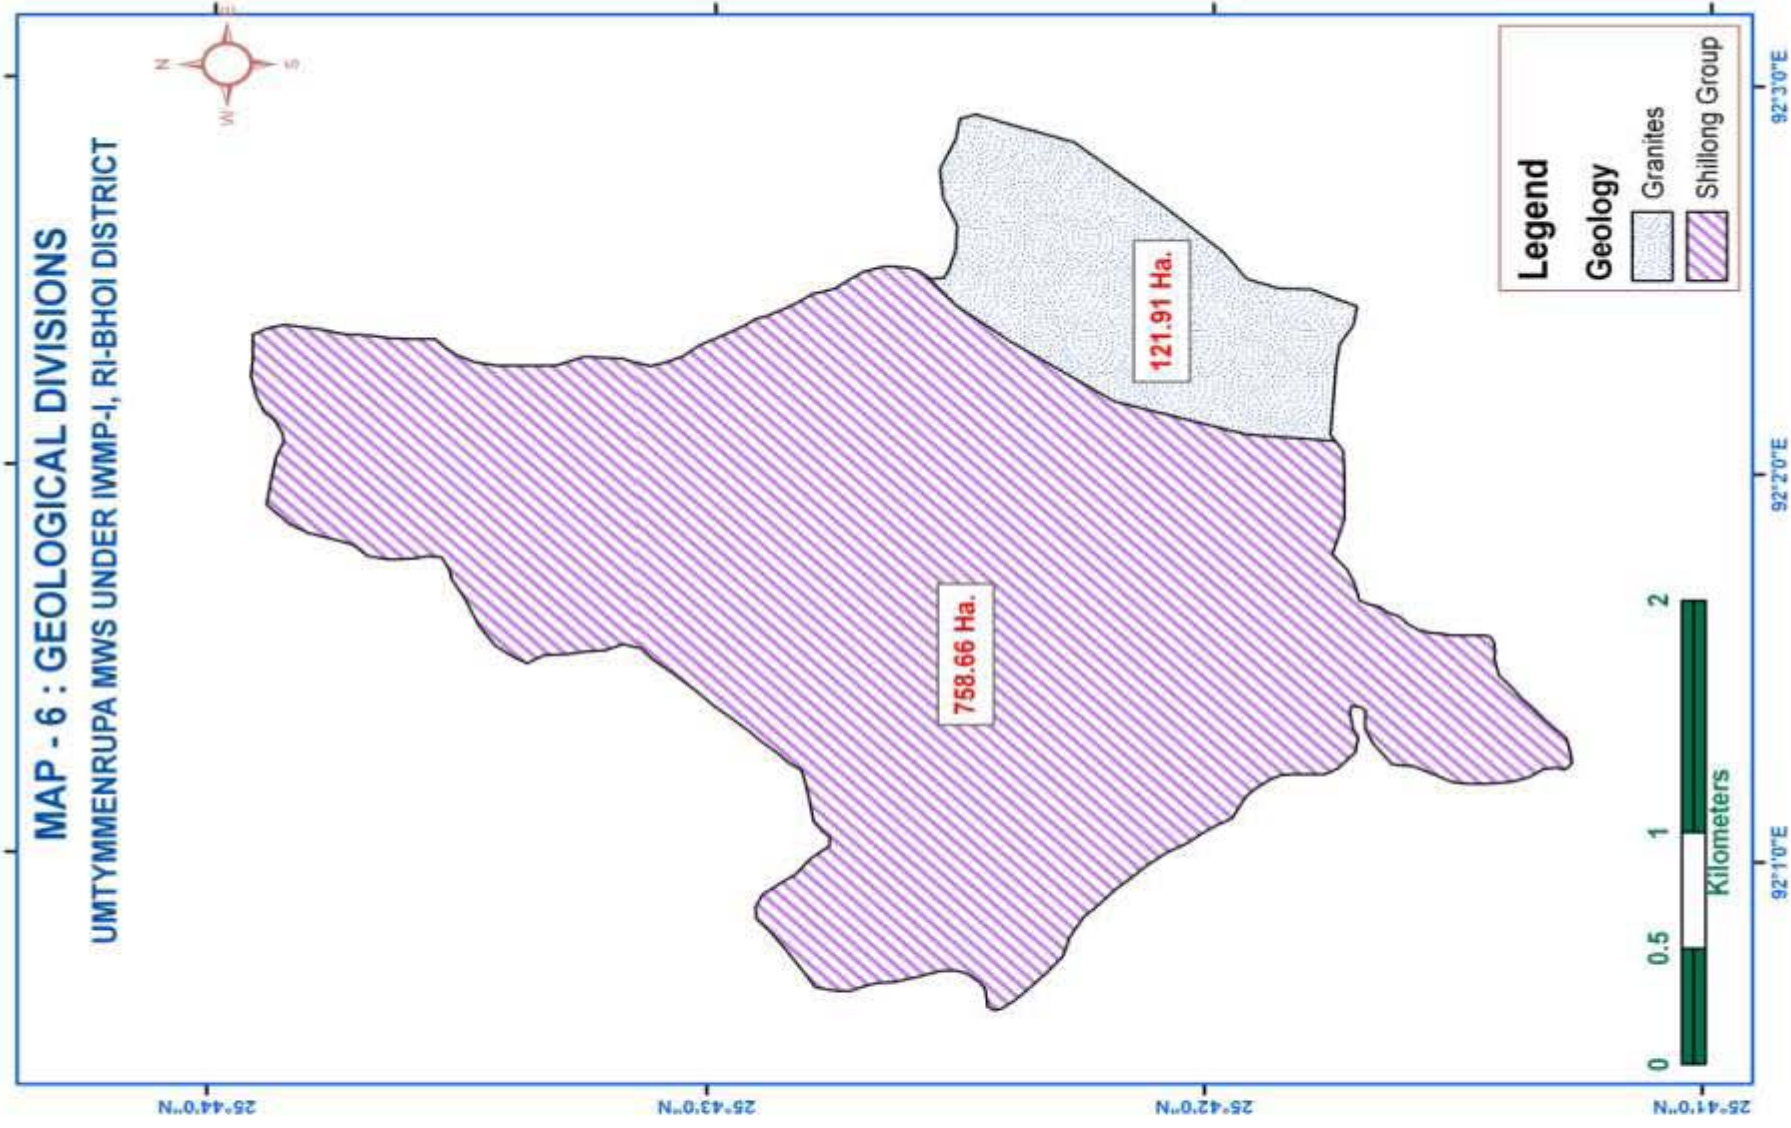 MAP - 6 : GEOLOGICAL DIVISIONS
UMTYMMENRUPA MWS UNDER IWMP-I, RI-BHOI DISTRICT
N
E
S
W
121.91 Ha.
758.66 Ha.
Legend
Geology
Granites
Shillong Group
0 0.5 1 2
Kilometers
25°44'0"N
25°43'0"N
25°42'0"N
25°41'0"N
92°1'0"E
92°2'0"E
92°3'0"E